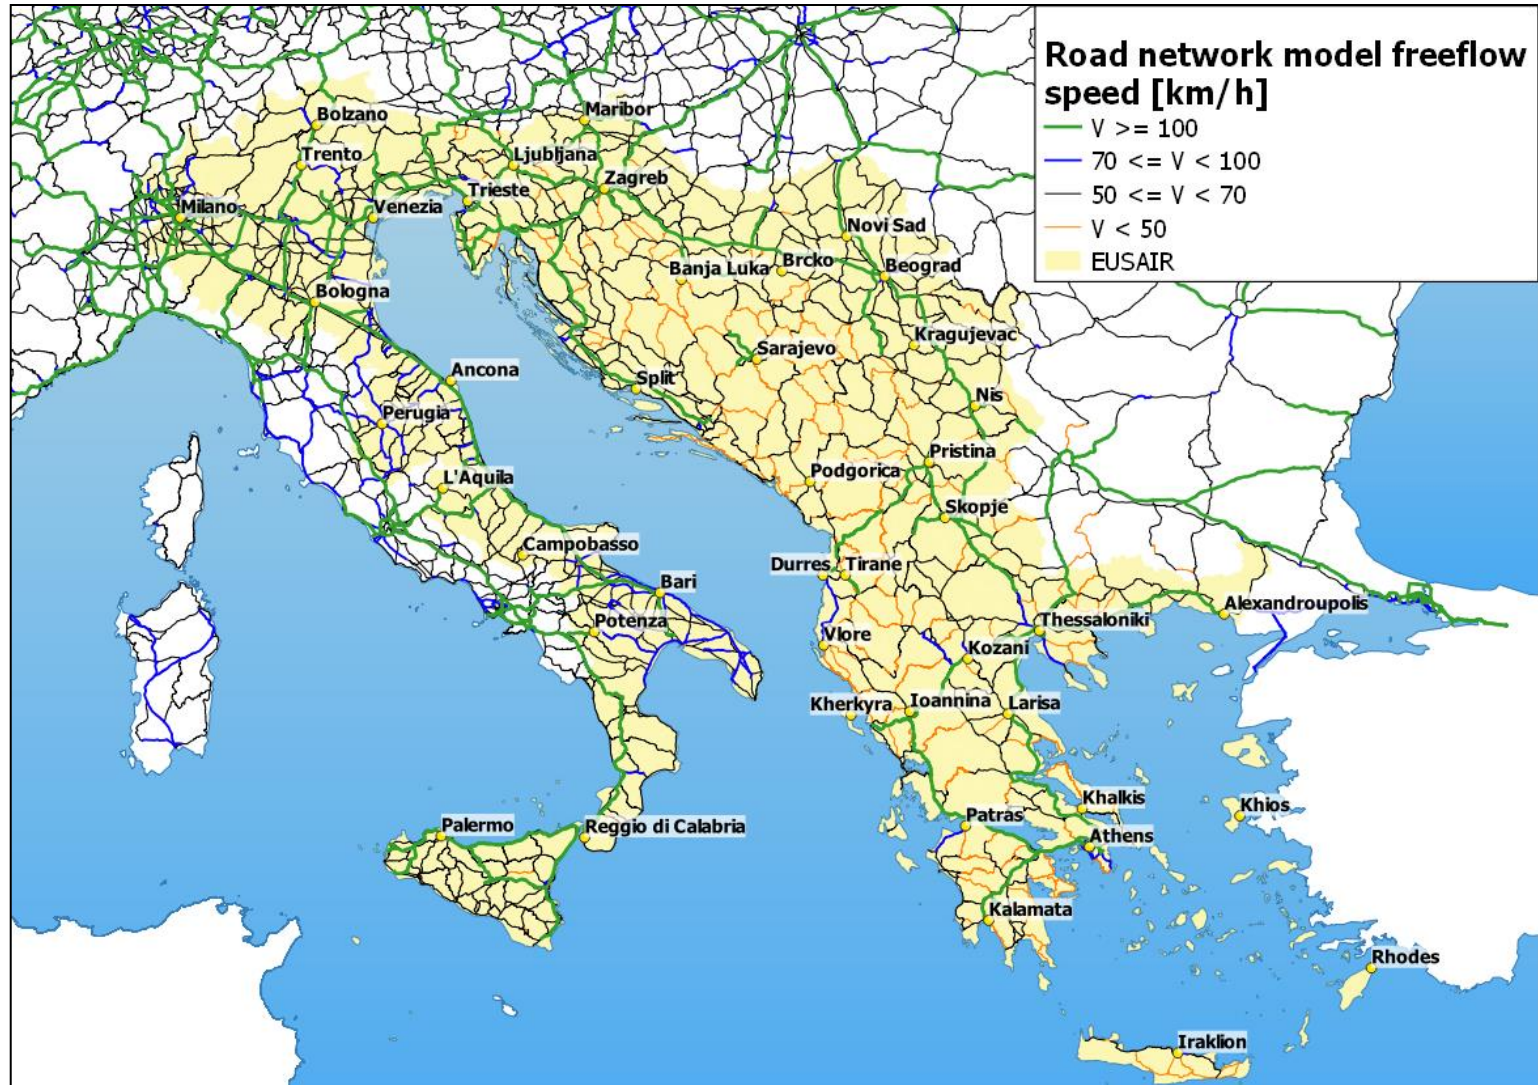 Road network model freeflow
speed [km/h]
V >= 100
70 <= V < 100
50 <= V < 70
V < 50
EUSAIR
Bolzano
Maribor
Trento
Ljubljana
Zagreb
Trieste
Milano
Venezia
Novi Sad
Banja Luka
Brcko
Beograd
Bologna
Kragujevac
Sarajevo
Ancona
Split
Nis
Perugia
Pristina
Podgorica
L'Aquila
Skopje
Campobasso
Durres
Tirane
Bari
Alexandroupolis
Potenza
Vlore
Thessaloniki
Kozani
Kherkyra
Ioannina
Larisa
Khalkis
Khios
Palermo
Reggio di Calabria
Patras
Athens
Kalamata
Rhodes
Iraklion